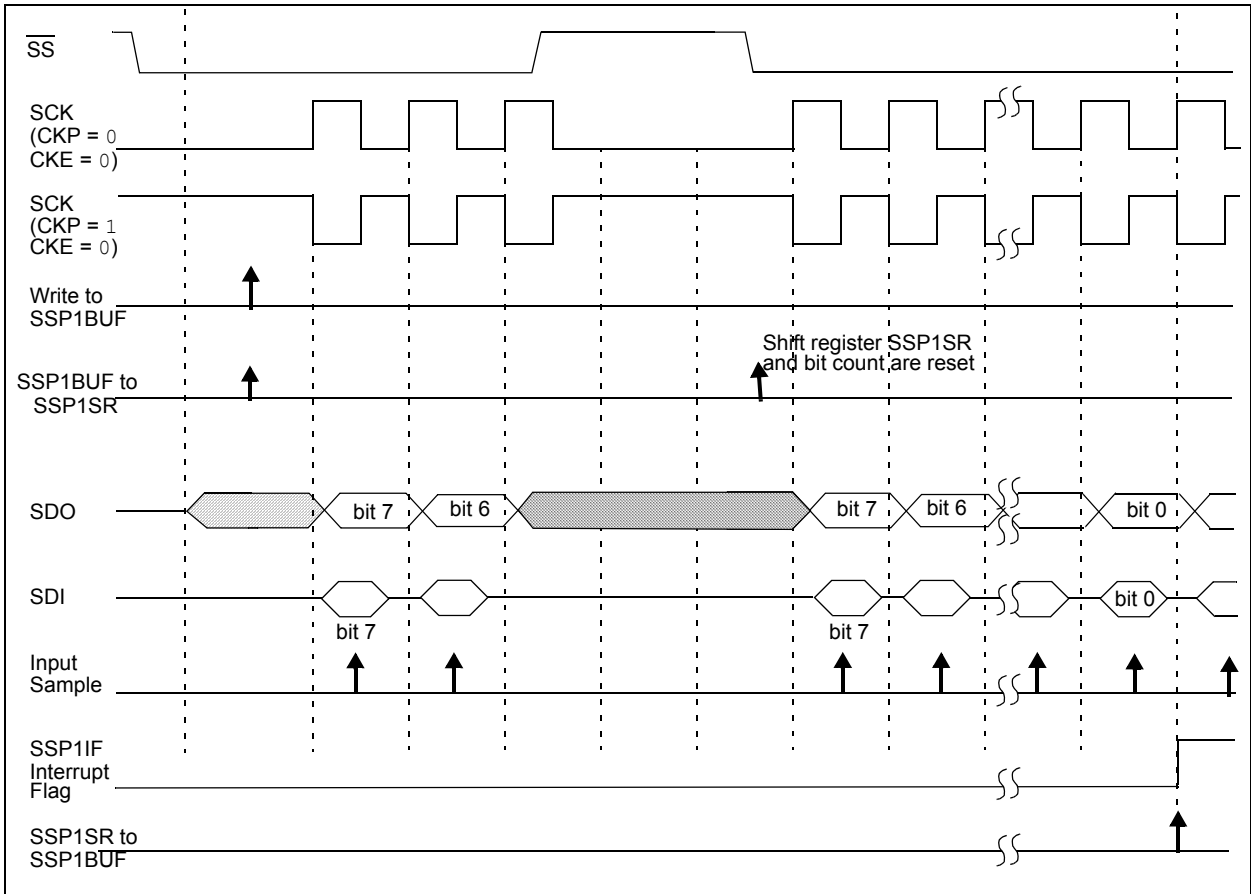 SS
SCK
(CKP = 0
CKE = 0)
SCK
(CKP = 1
CKE = 0)
Write to
SSP1BUF
Shift register SSP1SR
and bit count are reset
SSP1BUF to
SSP1SR
SDO
bit 7
bit 6
bit 7
bit 6
bit 0
SDI
bit 0
bit 7
bit 7
Input
Sample
SSP1IF
Interrupt
Flag
SSP1SR to
SSP1BUF